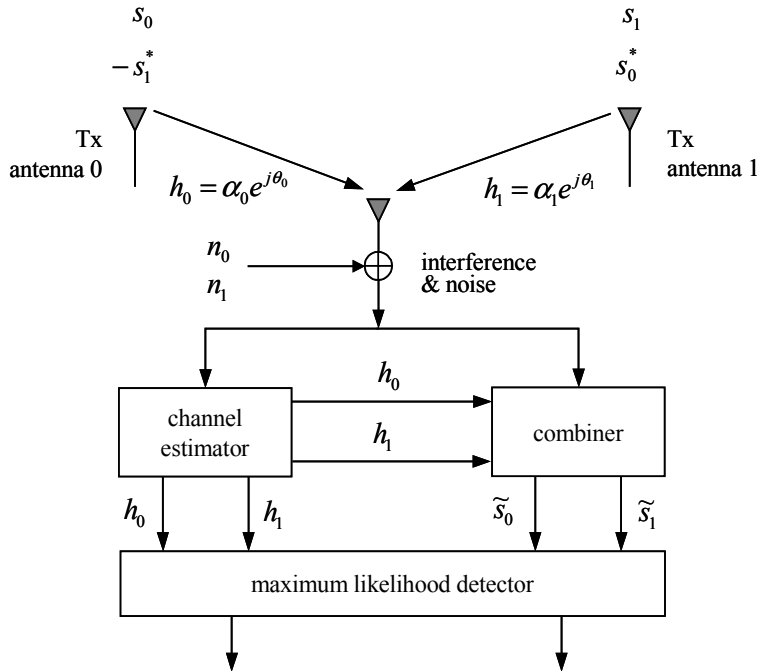 s₀
s₁
−s₁*
s₀*
Tx
antenna 0
Tx
antenna 1
h₀ = α₀e^{jθ₀}
h₁ = α₁e^{jθ₁}
n₀
n₁
interference
& noise
channel
estimator
h₀
h₁
combiner
h₀
h₁
s̃₀
s̃₁
maximum likelihood detector